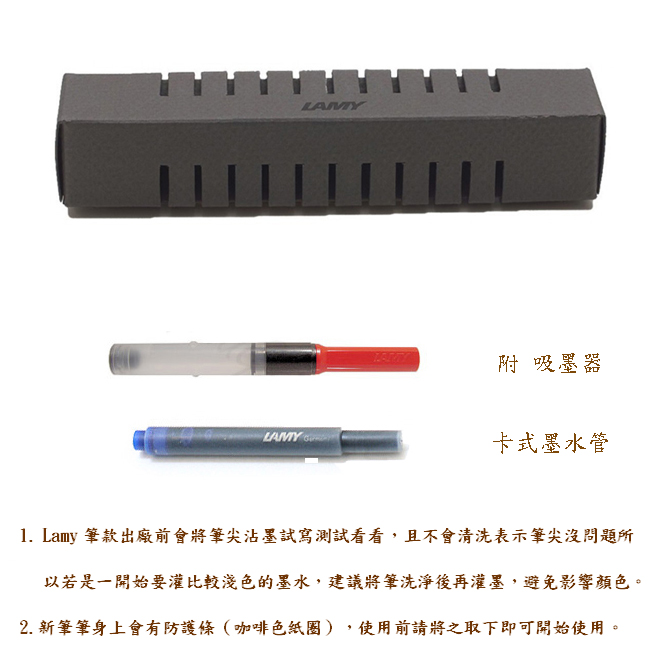 LAMY
LAMY
附 吸墨器
LAMY Germany
卡式墨水管
1. Lamy 筆款出廠前會將筆尖沾墨試寫測試看看，且不會清洗表示筆尖沒問題所
以若是一開始要灌比較淺色的墨水，建議將筆洗淨後再灌墨，避免影響顏色。
2. 新筆筆身上會有防護條（咖啡色紙圈），使用前請將之取下即可開始使用。